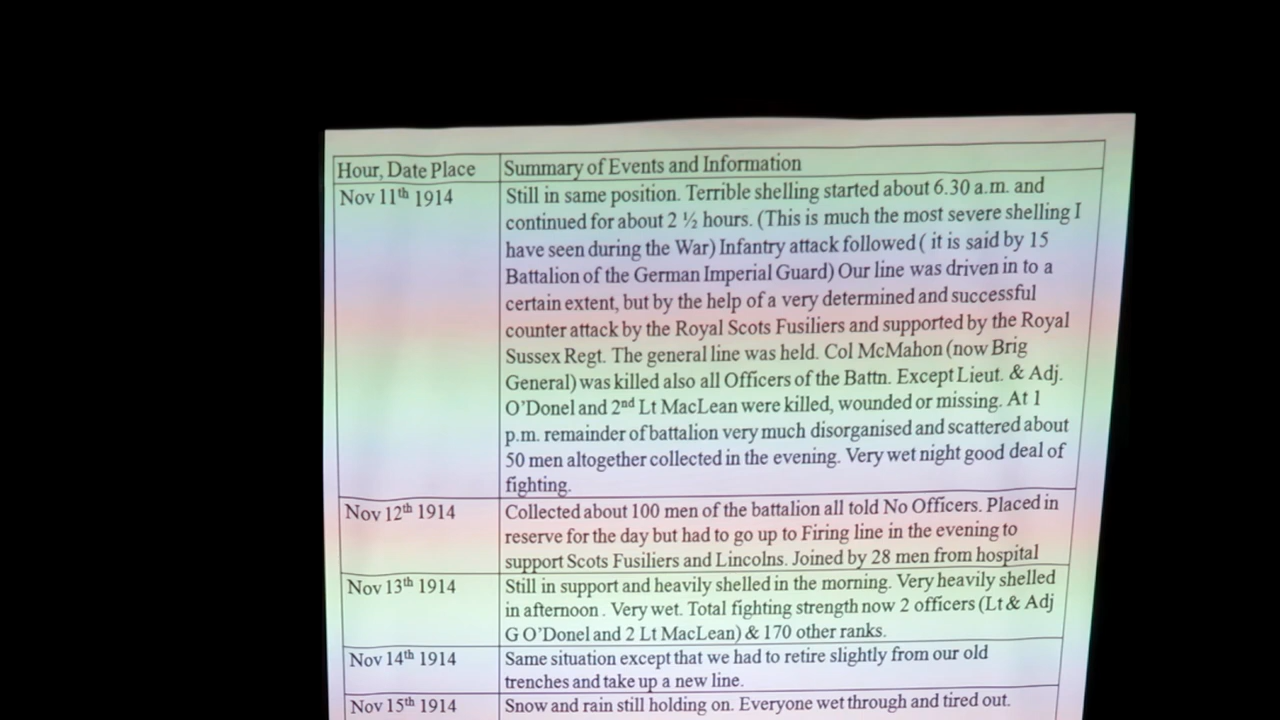 Hour, Date Place
Summary of Events and Information
Nov 11th 1914
Still in same position. Terrible shelling started about 6.30 a.m. and
continued for about 2 ½ hours. (This is much the most severe shelling I
have seen during the War) Infantry attack followed ( it is said by 15
Battalion of the German Imperial Guard) Our line was driven in to a
certain extent, but by the help of a very determined and successful
counter attack by the Royal Scots Fusiliers and supported by the Royal
Sussex Regt. The general line was held. Col McMahon (now Brig
General) was killed also all Officers of the Battn. Except Lieut. & Adj.
O'Donel and 2nd Lt MacLean were killed, wounded or missing. At 1
p.m. remainder of battalion very much disorganised and scattered about
50 men altogether collected in the evening. Very wet night good deal of
fighting.
Nov 12th 1914
Collected about 100 men of the battalion all told No Officers. Placed in
reserve for the day but had to go up to Firing line in the evening to
support Scots Fusiliers and Lincolns. Joined by 28 men from hospital
Nov 13th 1914
Still in support and heavily shelled in the morning. Very heavily shelled
in afternoon . Very wet. Total fighting strength now 2 officers (Lt & Adj
G O'Donel and 2 Lt MacLean) & 170 other ranks.
Nov 14th 1914
Same situation except that we had to retire slightly from our old
trenches and take up a new line.
Nov 15th 1914
Snow and rain still holding on. Everyone wet through and tired out.